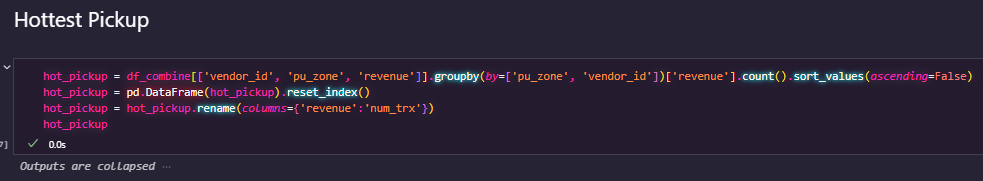 Hottest Pickup
hot_pickup = df_combine[['vendor_id', 'pu_zone', 'revenue']].groupby(by=['pu_zone', 'vendor_id'])['revenue'].count().sort_values(ascending=False)
hot_pickup = pd.DataFrame(hot_pickup).reset_index()
hot_pickup = hot_pickup.rename(columns={'revenue':'num_trx'})
hot_pickup
] 0.0s
Outputs are collapsed ...